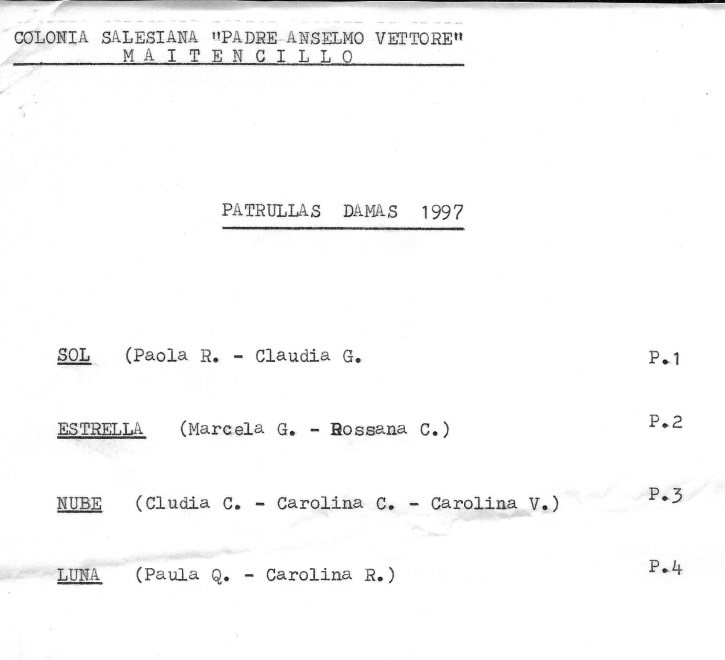 COLONIA SALESIANA "PADRE ANSELMO VETTORE"
M A I T E N C I L L O
PATRULLAS DAMAS 1997
SOL (Paola R. - Claudia G. P.1
ESTRELLA (Marcela G. - Rossana C.) P.2
NUBE (Cludia C. - Carolina C. - Carolina V.) P.3
LUNA (Paula Q. - Carolina R.) P.4